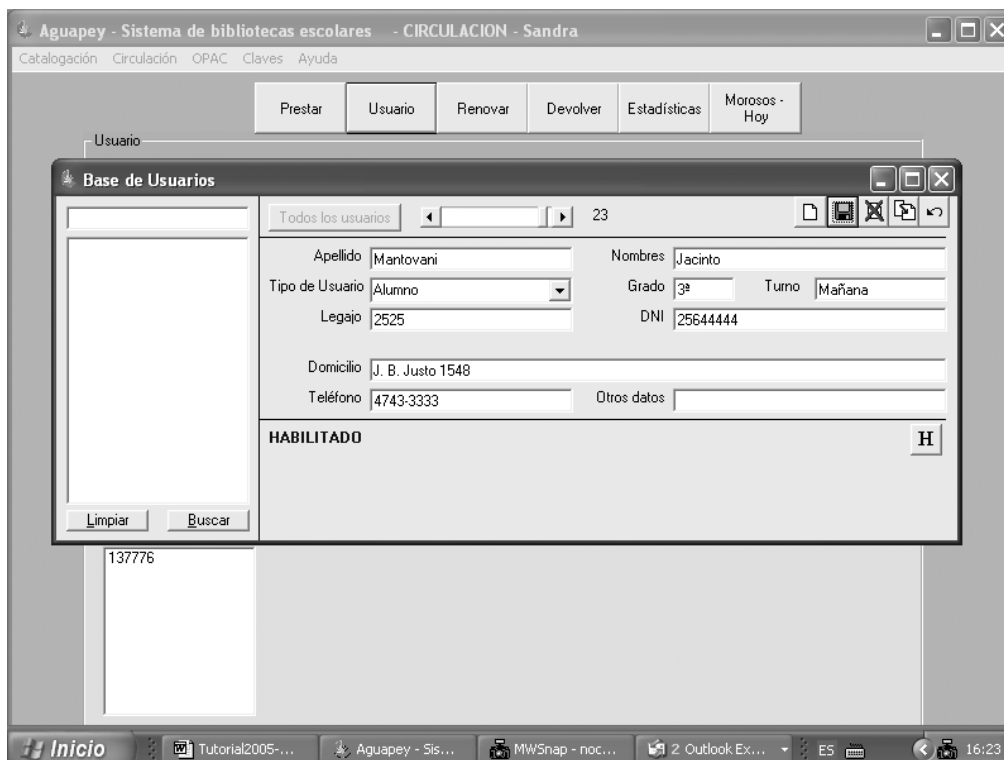 Aguapey - Sistema de bibliotecas escolares - CIRCULACION - Sandra
Catalogación Circulación OPAC Claves Ayuda
Prestar Usuario Renovar Devolver Estadísticas Morosos -
Hoy
Usuario
Base de Usuarios
Todos los usuarios 23
Apellido Mantovani Nombres Jacinto
Tipo de Usuario Alumno Grado 3ª Turno Mañana
Legajo 2525 DNI 25644444
Domicilio J. B. Justo 1548
Teléfono 4743-3333 Otros datos
HABILITADO H
Limpiar Buscar
137776
Inicio Tutorial2005-... Aguapey - Sis... MWSnap - noc... 2 Outlook Ex... ES 16:23